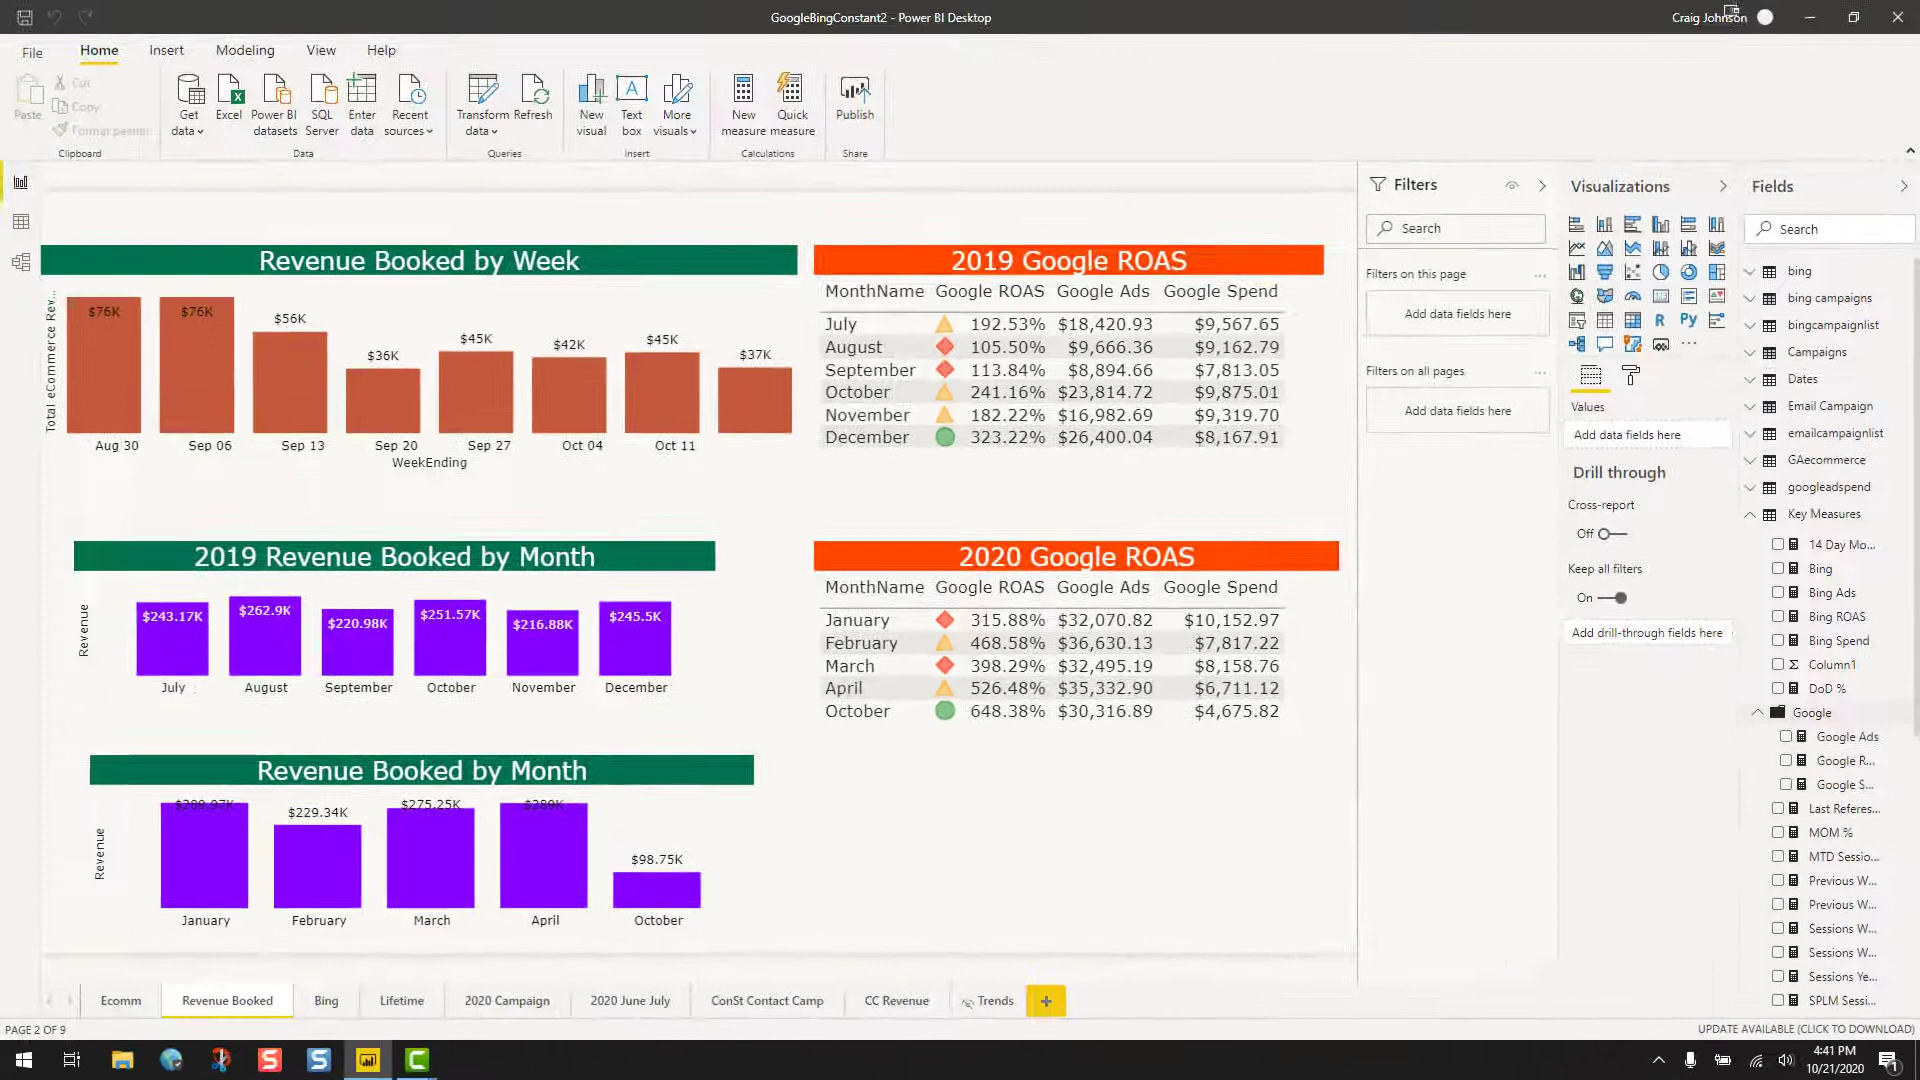 GoogleBingConstant2 - Power BI Desktop
Craig Johnson
File Home Insert Modeling View Help
Paste
Cut
Copy
Format painter
Clipboard
Get data
Excel
Power BI datasets
SQL Server
Enter data
Recent sources
Data
Transform data
Refresh
Queries
New visual
Text box
More visuals
Insert
New measure
Quick measure
Calculations
Publish
Share
Revenue Booked by Week
Total eCommerce Rev...
$76K $76K $56K $36K $45K $42K $45K $37K
Aug 30 Sep 06 Sep 13 Sep 20 Sep 27 Oct 04 Oct 11
WeekEnding
2019 Google ROAS
MonthName Google ROAS Google Ads Google Spend
July 192.53% $18,420.93 $9,567.65
August 105.50% $9,666.36 $9,162.79
September 113.84% $8,894.66 $7,813.05
October 241.16% $23,814.72 $9,875.01
November 182.22% $16,982.69 $9,319.70
December 323.22% $26,400.04 $8,167.91
2019 Revenue Booked by Month
Revenue
$243.17K $262.9K $220.98K $251.57K $216.88K $245.5K
July August September October November December
2020 Google ROAS
MonthName Google ROAS Google Ads Google Spend
January 315.88% $32,070.82 $10,152.97
February 468.58% $36,630.13 $7,817.22
March 398.29% $32,495.19 $8,158.76
April 526.48% $35,332.90 $6,711.12
October 648.38% $30,316.89 $4,675.82
Revenue Booked by Month
Revenue
$229.34K $275.25K $289K $98.75K
January February March April October
Filters
Search
Filters on this page ...
Add data fields here
Filters on all pages ...
Add data fields here
Visualizations
R Py
...
Values
Add data fields here
Drill through
Cross-report
Off
Keep all filters
On
Add drill-through fields here
Fields
Search
bing
bing campaigns
bingcampaignlist
Campaigns
Dates
Email Campaign
emailcampaignlist
GAecommerce
googleadspend
Key Measures
14 Day Mo...
Bing
Bing Ads
Bing ROAS
Bing Spend
Column1
DoD %
Google
Google Ads
Google R...
Google S...
Last Referes...
MOM %
MTD Sessio...
Previous W...
Previous W...
Sessions W...
Sessions W...
Sessions Ye...
SPLM Sessi...
Ecomm Revenue Booked Bing Lifetime 2020 Campaign 2020 June July ConSt Contact Camp CC Revenue Trends +
PAGE 2 OF 9
UPDATE AVAILABLE (CLICK TO DOWNLOAD)
4:41 PM
10/21/2020
1